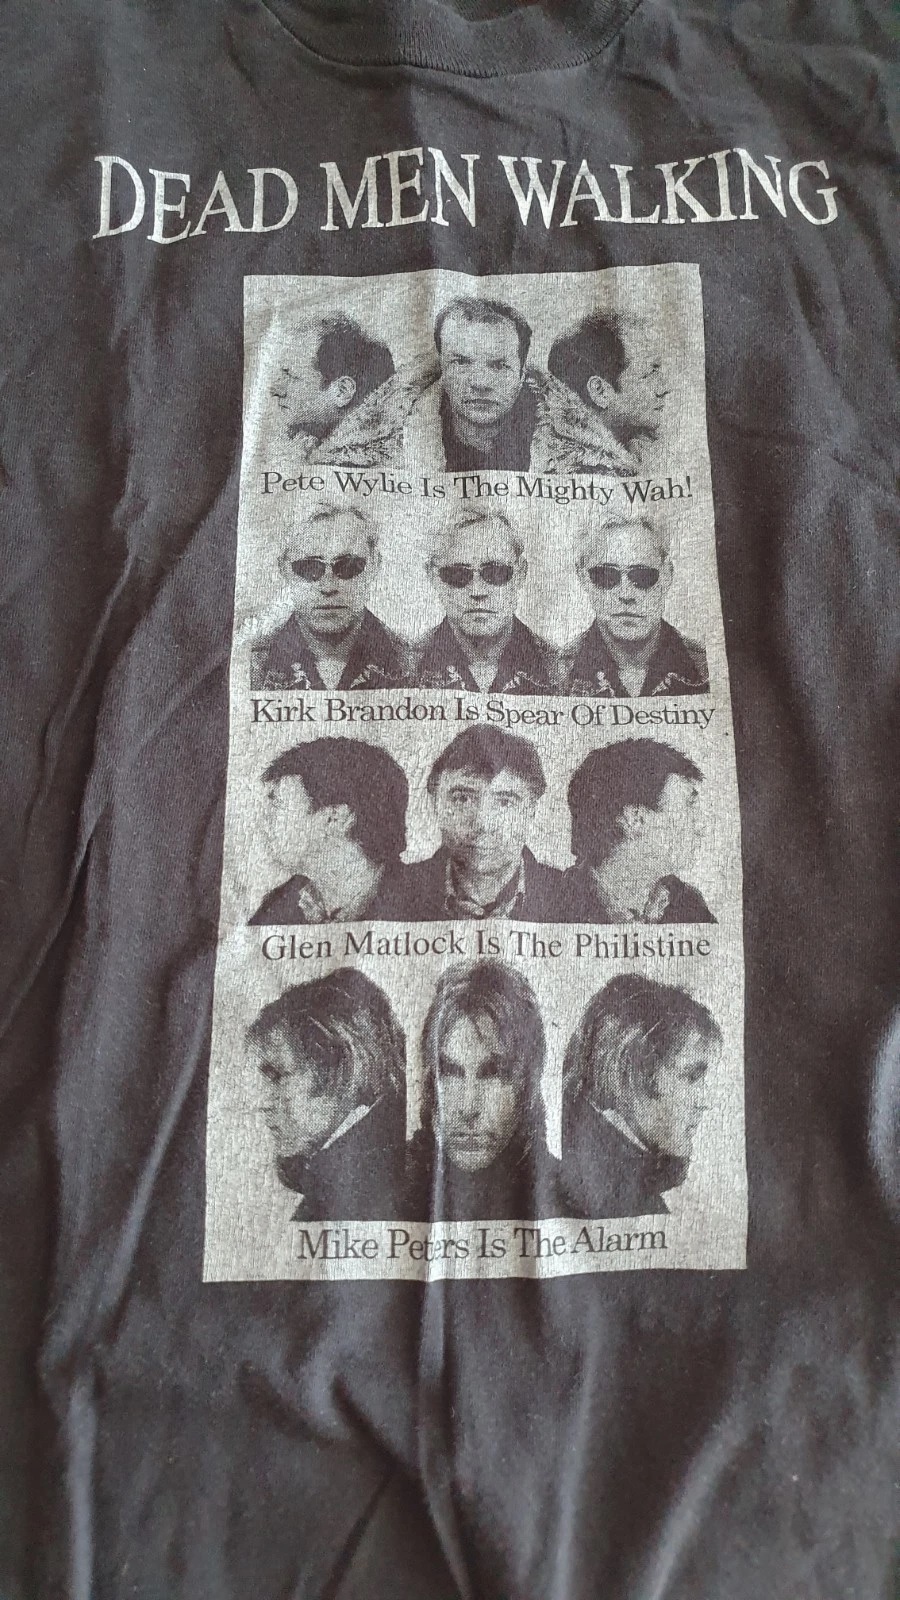 DEAD MEN WALKING
Pete Wylie Is The Mighty Wah!
Kirk Brandon Is Spear Of Destiny
Glen Matlock Is The Philistine
Mike Peters Is The Alarm